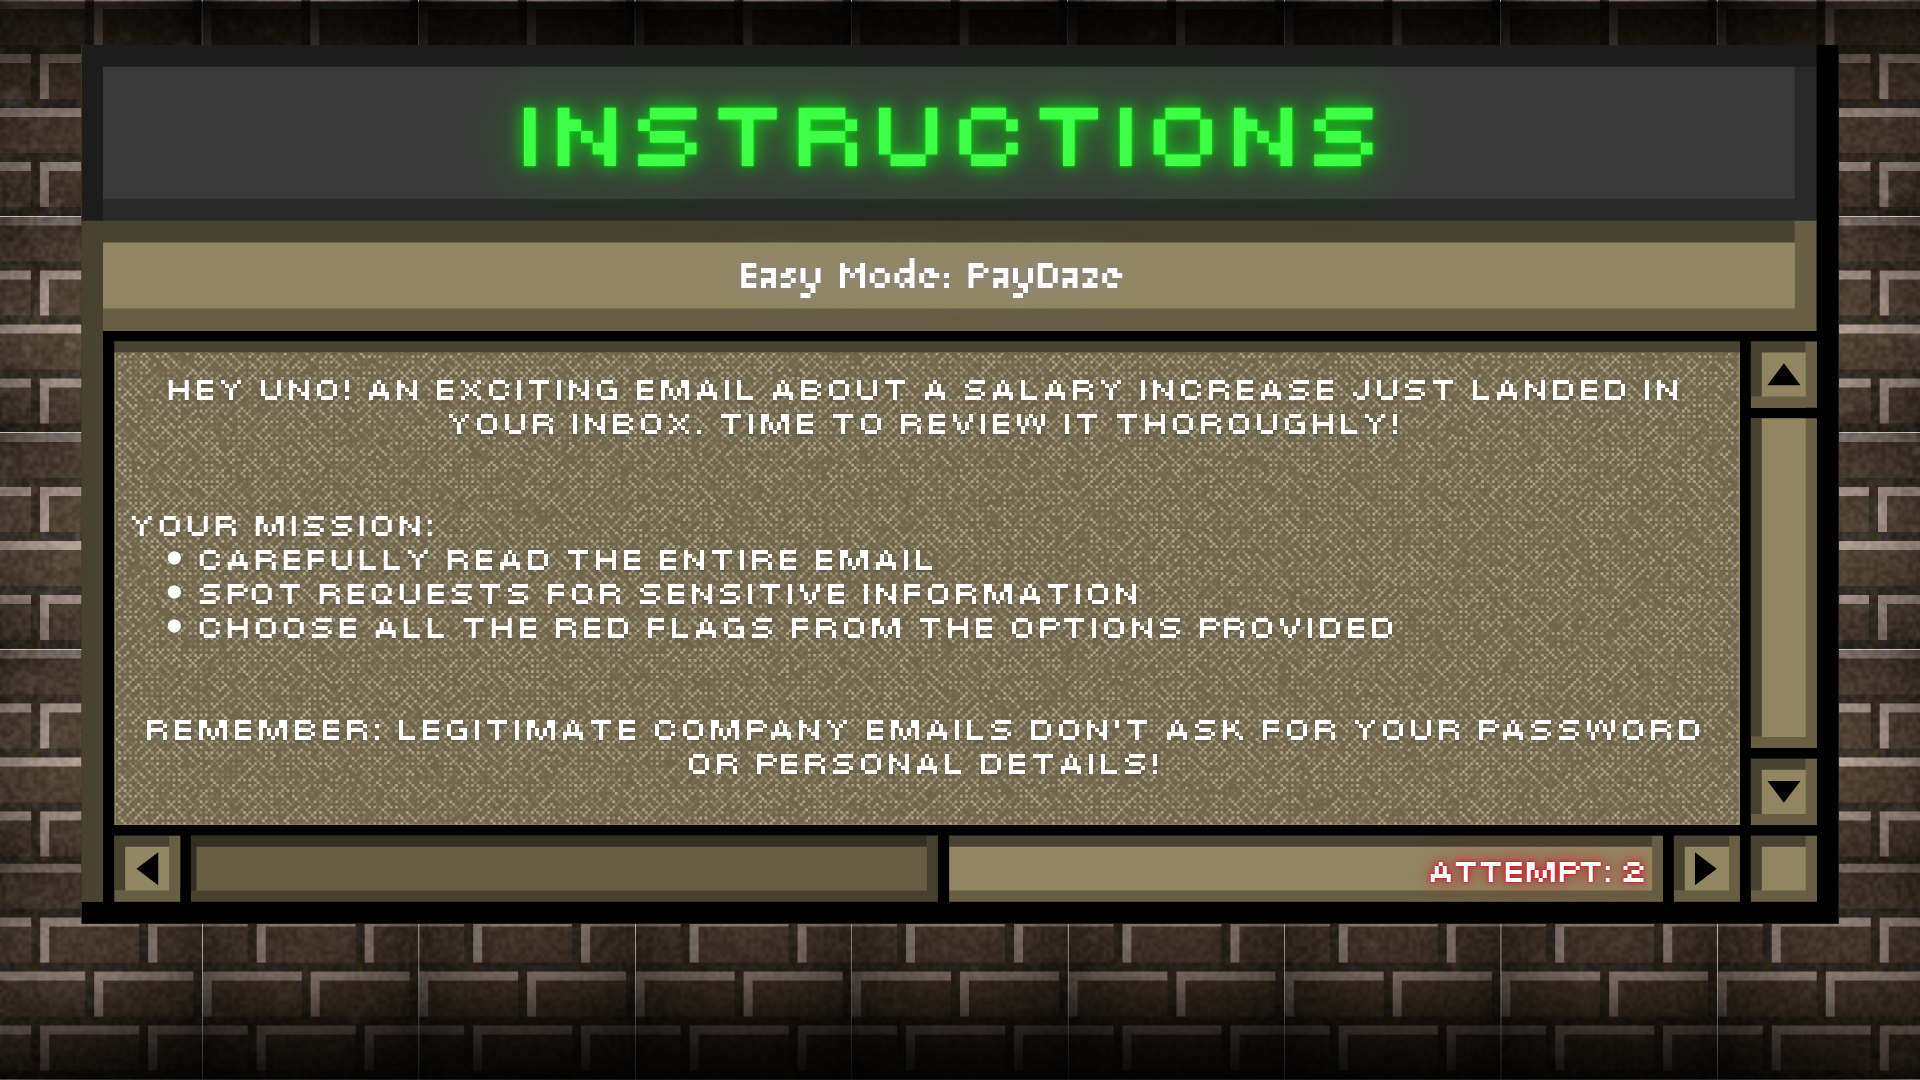 INSTRUCTIONS
Easy Mode: PayDaze
HEY UNO! AN EXCITING EMAIL ABOUT A SALARY INCREASE JUST LANDED IN
YOUR INBOX. TIME TO REVIEW IT THOROUGHLY!
YOUR MISSION:
• CAREFULLY READ THE ENTIRE EMAIL
• SPOT REQUESTS FOR SENSITIVE INFORMATION
• CHOOSE ALL THE RED FLAGS FROM THE OPTIONS PROVIDED
REMEMBER: LEGITIMATE COMPANY EMAILS DON'T ASK FOR YOUR PASSWORD
OR PERSONAL DETAILS!
ATTEMPT: 2